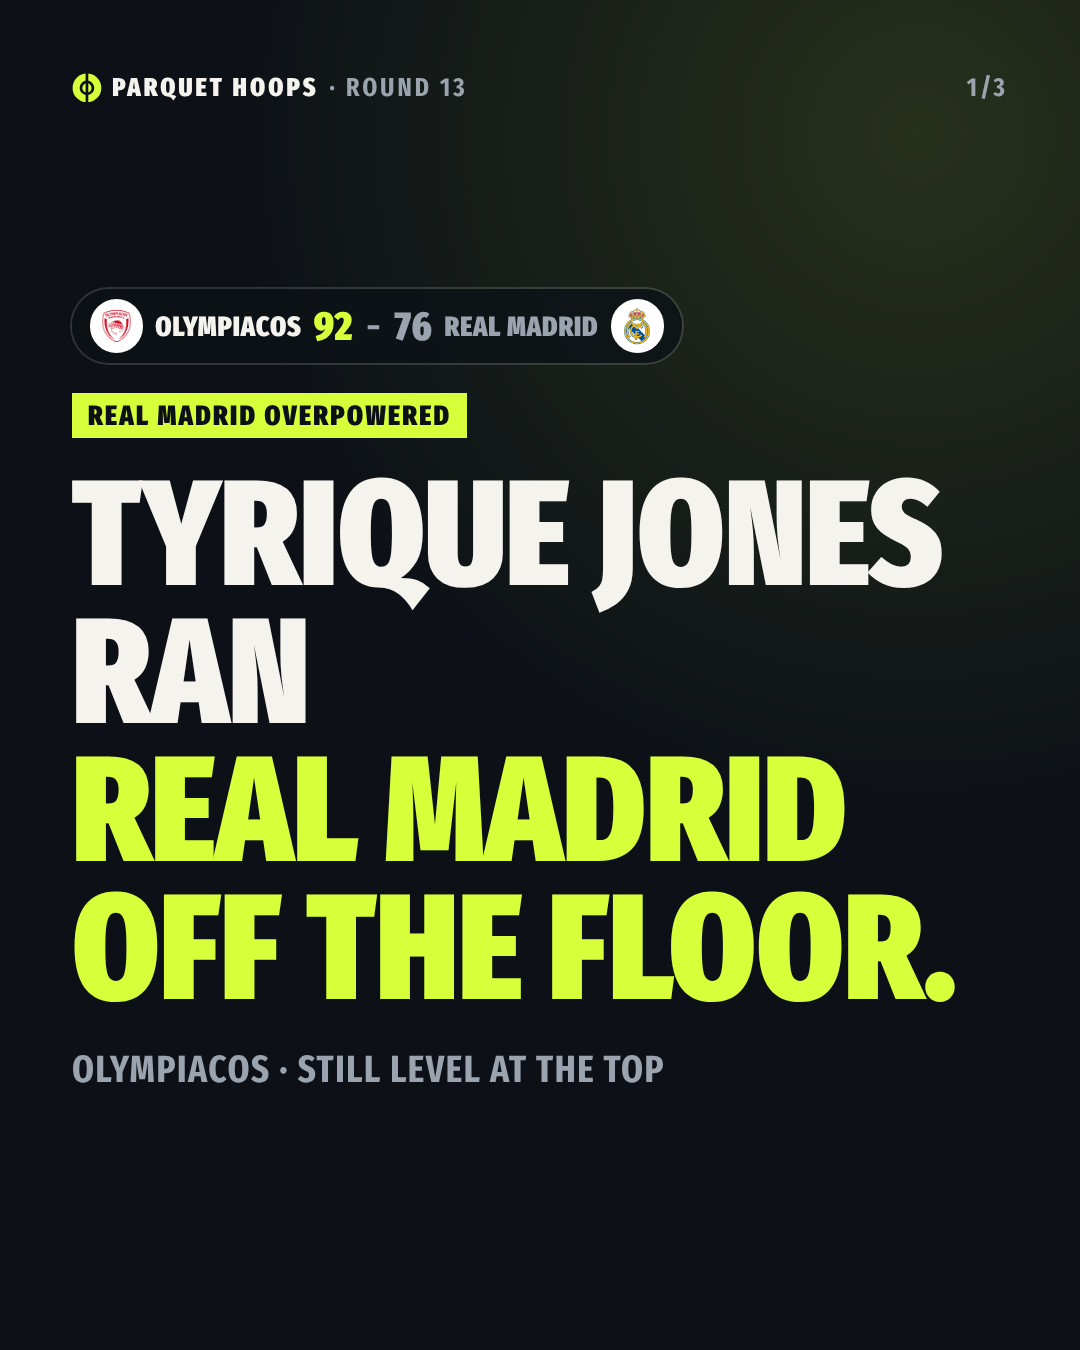 PARQUET HOOPS · ROUND 13
1/3
OLYMPIACOS 92 - 76 REAL MADRID
REAL MADRID OVERPOWERED
TYRIQUE JONES
RAN
REAL MADRID
OFF THE FLOOR.
OLYMPIACOS · STILL LEVEL AT THE TOP